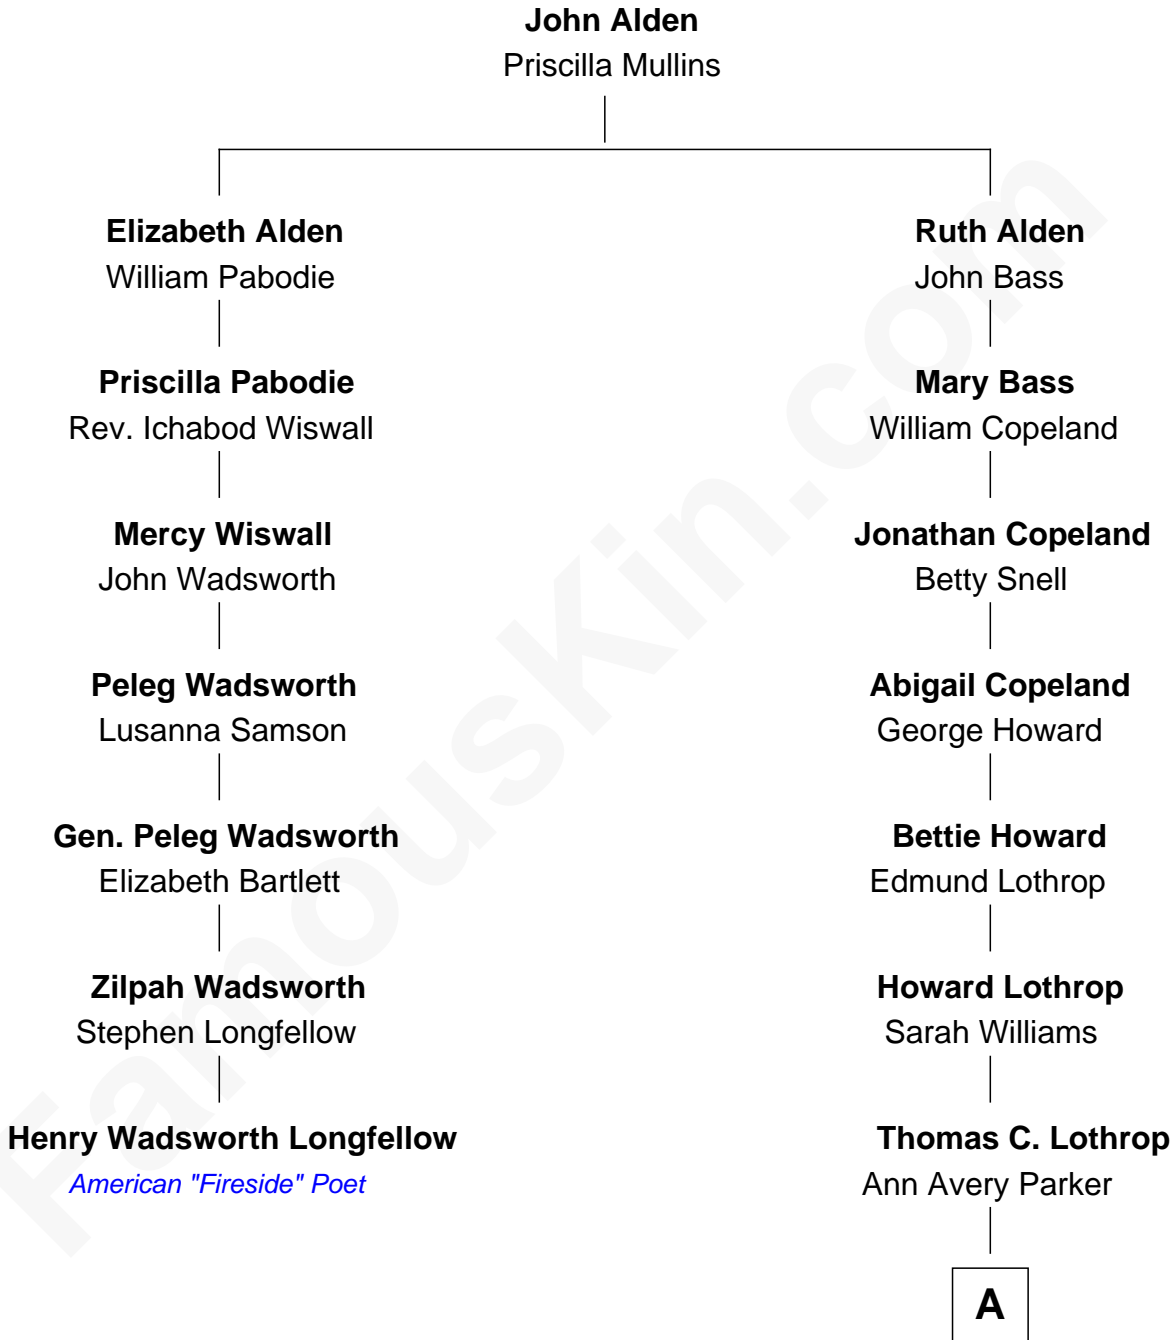 John Alden
Priscilla Mullins
Elizabeth Alden
William Pabodie
Ruth Alden
John Bass
Priscilla Pabodie
Rev. Ichabod Wiswall
Mary Bass
William Copeland
Mercy Wiswall
John Wadsworth
Jonathan Copeland
Betty Snell
Peleg Wadsworth
Lusanna Samson
Abigail Copeland
George Howard
Gen. Peleg Wadsworth
Elizabeth Bartlett
Bettie Howard
Edmund Lothrop
Zilpah Wadsworth
Stephen Longfellow
Howard Lothrop
Sarah Williams
Henry Wadsworth Longfellow
American "Fireside" Poet
Thomas C. Lothrop
Ann Avery Parker
A
FamousKin.com